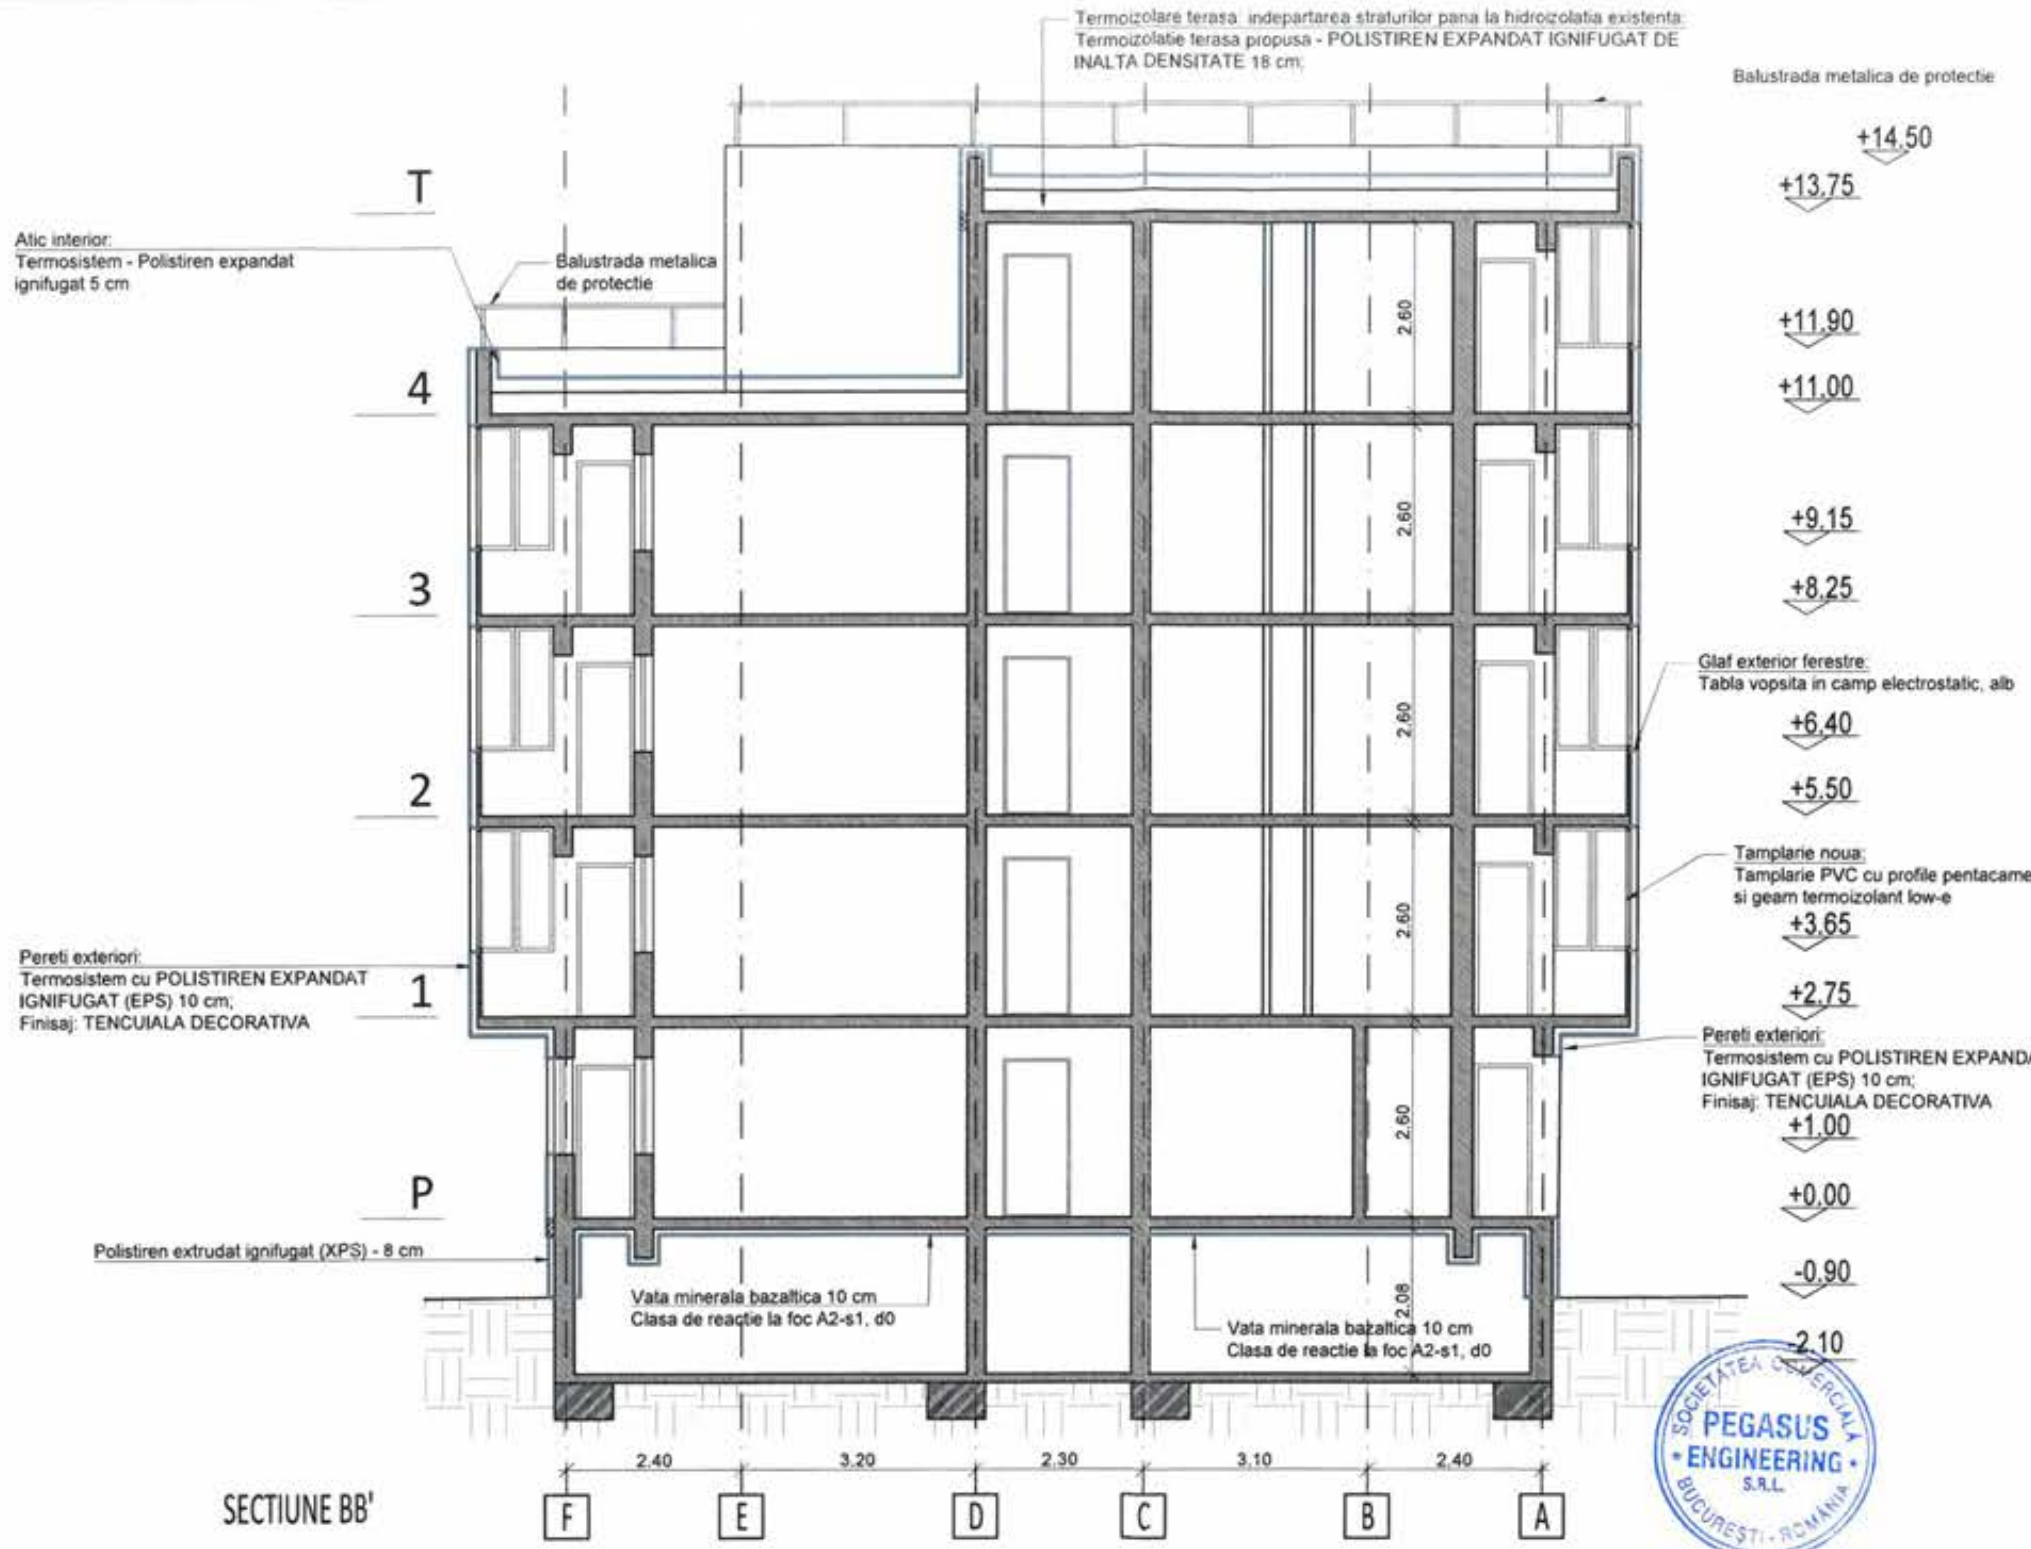 Termoizolare terasa: indepartarea straturilor pana la hidroizolatia existenta:
Termoizolatie terasa propusa - POLISTIREN EXPANDAT IGNIFUGAT DE
INALTA DENSITATE 18 cm;
Balustrada metalica de protectie
+14,50
+13,75
T
Atic interior:
Termosistem - Polistiren expandat
ignifugat 5 cm
Balustrada metalica
de protectie
2.60
+11,90
+11,00
4
2.60
+9,15
+8,25
3
Glaf exterior ferestre:
Tabla vopsita in camp electrostatic, alb
2.60
+6,40
+5,50
2
Tamplarie noua:
Tamplarie PVC cu profile pentacame
si geam termoizolant low-e
2.60
+3,65
Pereti exteriori:
Termosistem cu POLISTIREN EXPANDAT
IGNIFUGAT (EPS) 10 cm;
Finisaj: TENCUIALA DECORATIVA
1
+2,75
Pereti exteriori:
Termosistem cu POLISTIREN EXPANDA
IGNIFUGAT (EPS) 10 cm;
Finisaj: TENCUIALA DECORATIVA
2.60
+1,00
P
+0,00
Polistiren extrudat ignifugat (XPS) - 8 cm
-0,90
Vata minerala bazaltica 10 cm
Clasa de reactie la foc A2-s1, d0
2.08
Vata minerala bazaltica 10 cm
Clasa de reactie la foc A2-s1, d0
-2,10
SOCIETATEA COMERCIALĂ
PEGASUS
ENGINEERING
S.R.L.
BUCUREȘTI - ROMÂNIA
2.40 3.20 2.30 3.10 2.40
SECTIUNE BB'
F E D C B A